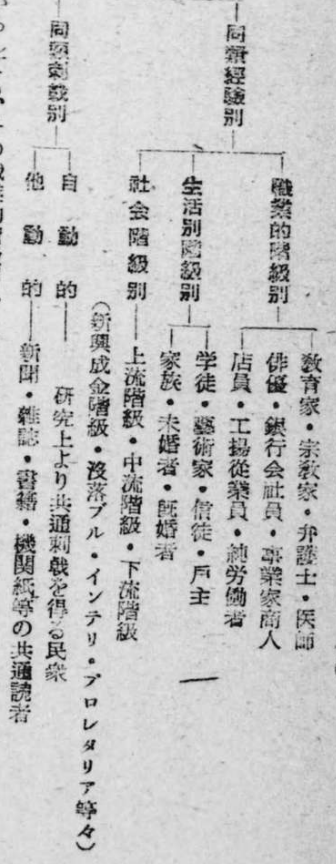 同類経験別
職業的階級別
教育家・宗教家・弁護士・医師
俳優・銀行会社員・事業家商人
店員・工場従業員・純労働者
生活別階級別
学徒・藝術家・信徒・戸主
家族・未婚者・既婚者
社会階級別
上流階級・中流階級・下流階級
(新興成金階級・没落ブル・インテリ・プロレタリア等々)
同類刺戟別
自動的
研究上より共通刺戟を得る民衆
他動的
新聞・雑誌・書籍・機関紙等の共通読者